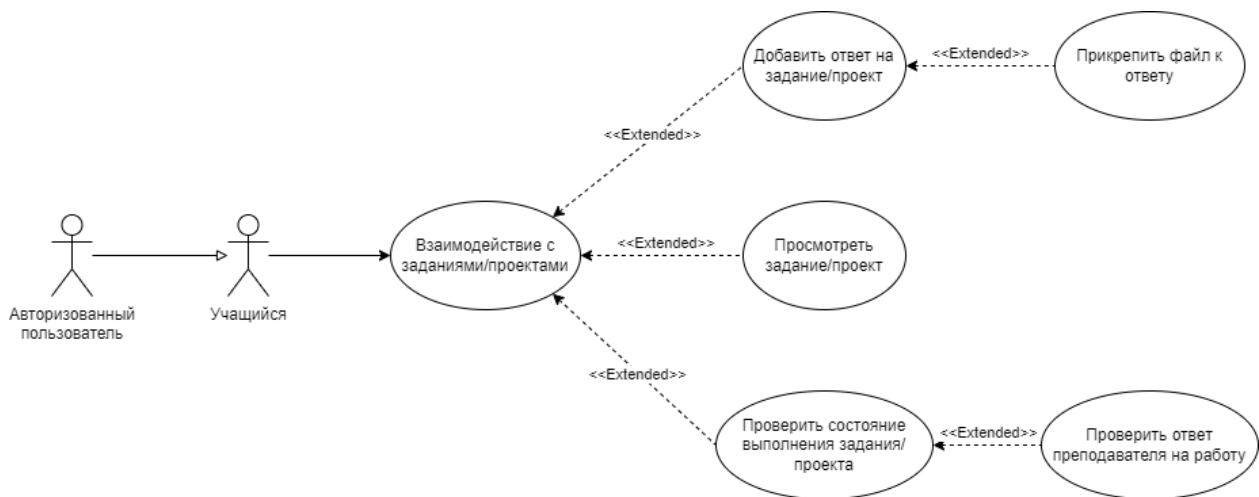 Добавить ответ на
задание/проект
<<Extended>>
Прикрепить файл к
ответу
<<Extended>>
Авторизованный
пользователь
Учащийся
Взаимодействие с
заданиями/проектами
<<Extended>>
Просмотреть
задание/проект
<<Extended>>
Проверить состояние
выполнения задания/
проекта
<<Extended>>
Проверить ответ
преподавателя на работу